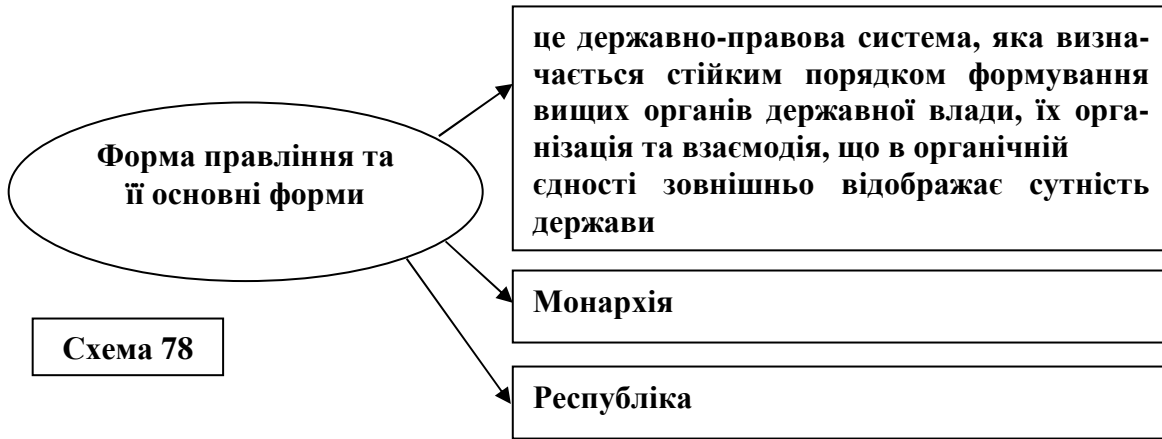 Форма правління та
її основні форми
це державно-правова система, яка визна-
чається стійким порядком формування
вищих органів державної влади, їх орга-
нізація та взаємодія, що в органічній
єдності зовнішньо відображає сутність
держави
Монархія
Схема 78
Республіка